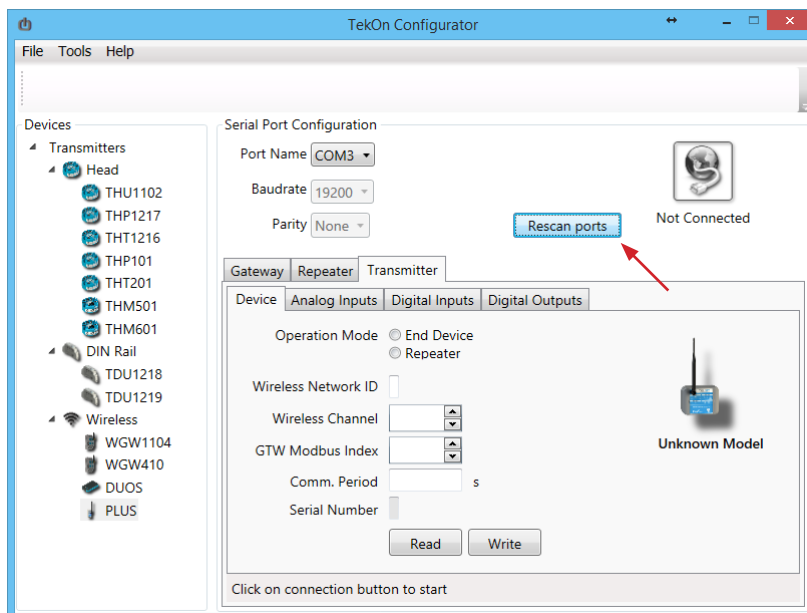 TekOn Configurator
File Tools Help
Devices
Transmitters
Head
THU1102
THP1217
THT1216
THP101
THT201
THM501
THM601
DIN Rail
TDU1218
TDU1219
Wireless
WGW1104
WGW410
DUOS
PLUS
Serial Port Configuration
Port Name COM3
Baudrate 19200
Parity None
Rescan ports
Not Connected
Gateway Repeater Transmitter
Device Analog Inputs Digital Inputs Digital Outputs
Operation Mode End Device
Repeater
Wireless Network ID
Wireless Channel
GTW Modbus Index
Comm. Period s
Serial Number
Unknown Model
Read Write
Click on connection button to start